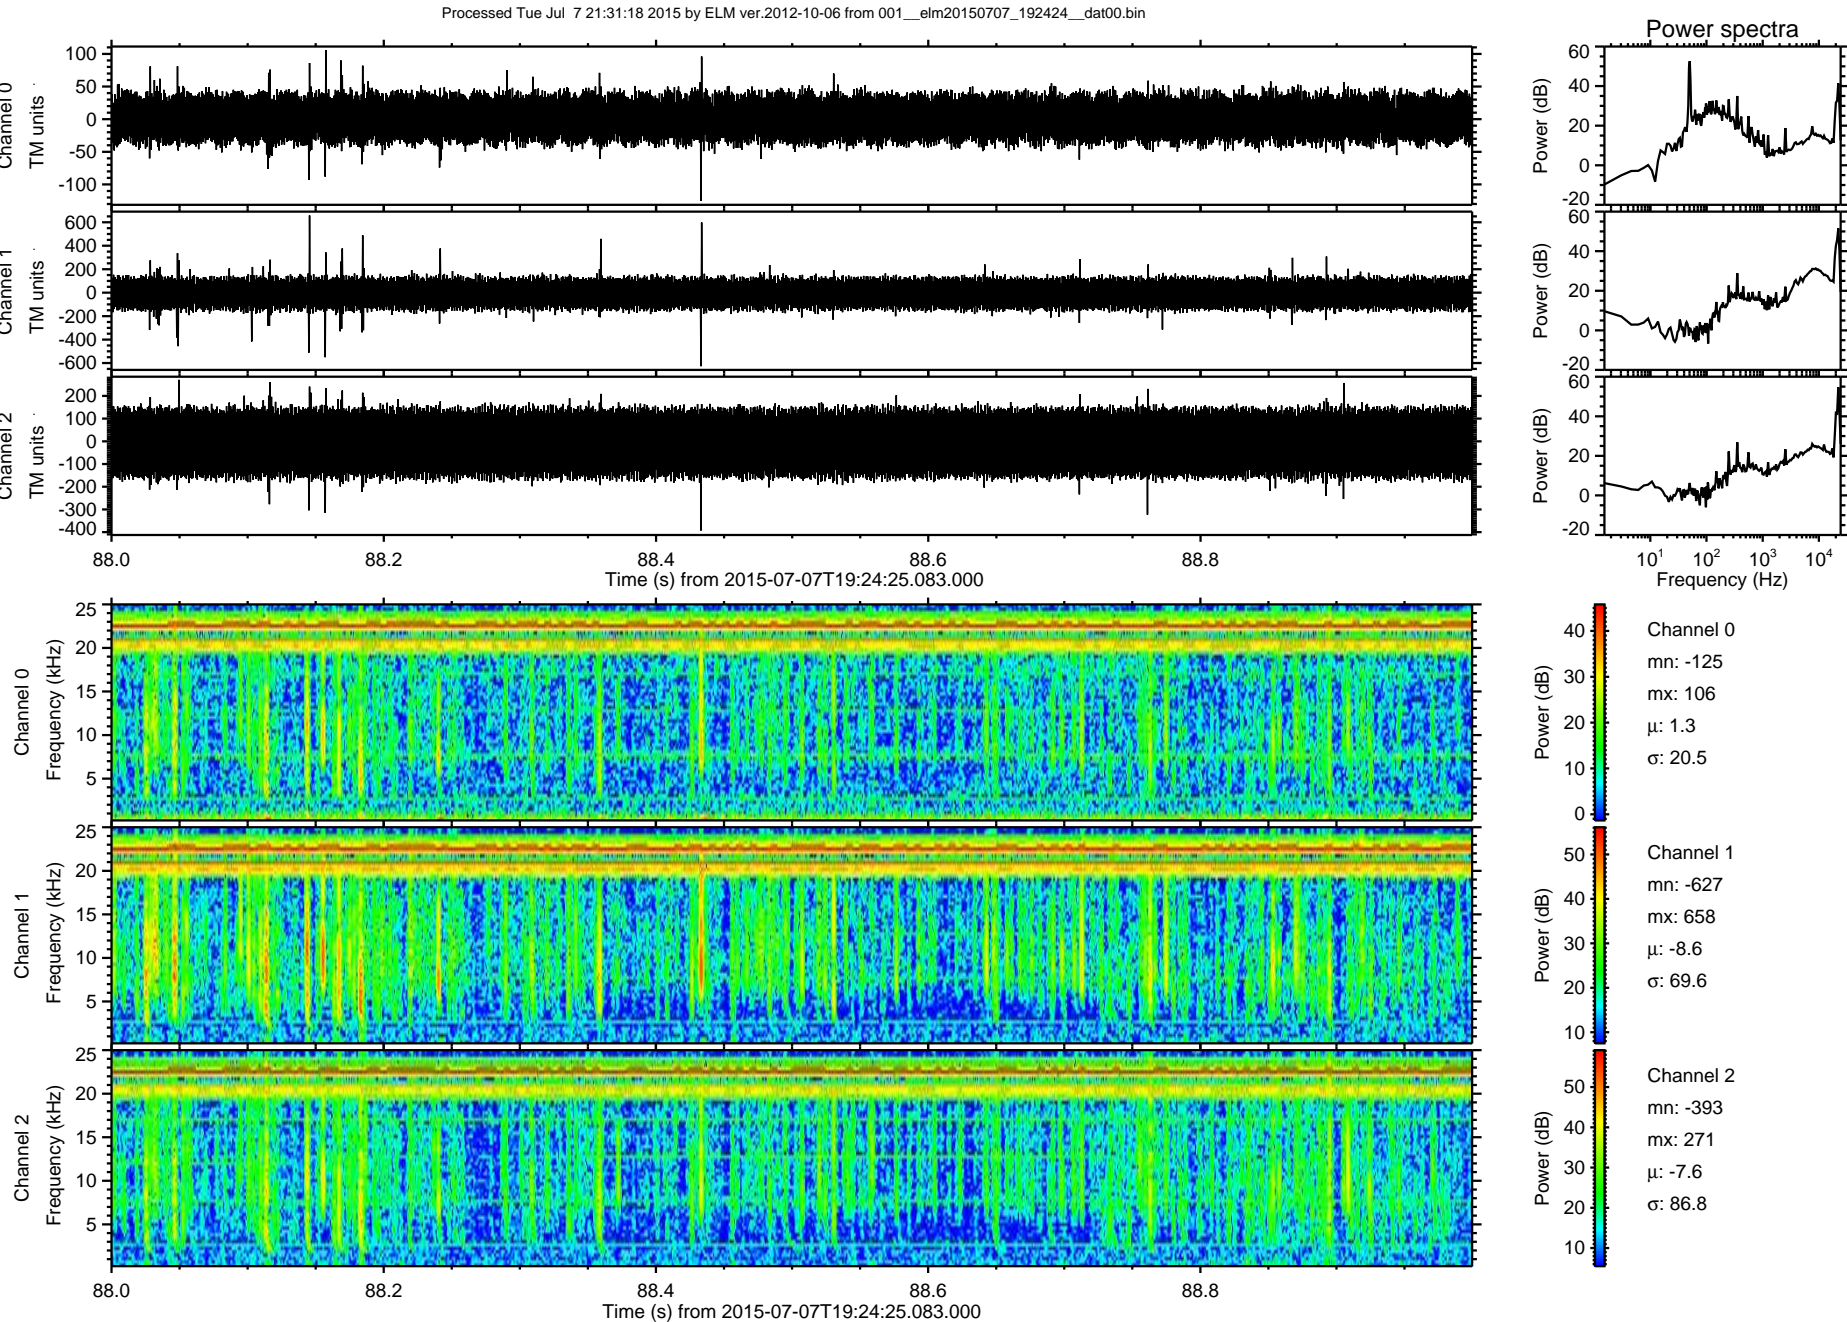 Processed Tue Jul  7 21:31:18 2015 by ELM ver.2012-10-06 from 001__elm20150707_192424__dat00.bin
Power spectra
Channel 0
TM units
100
50
0
-50
-100
Power (dB)
60
40
20
0
-20
Channel 1
TM units
600
400
200
0
-200
-400
-600
Power (dB)
60
40
20
0
-20
Channel 2
TM units
200
100
0
-100
-200
-300
-400
Power (dB)
60
40
20
0
-20
88.0 88.2 88.4 88.6 88.8
Time (s) from 2015-07-07T19:24:25.083.000
10^1 10^2 10^3 10^4
Frequency (Hz)
Channel 0
Frequency (kHz)
25
20
15
10
5
Power (dB)
40
30
20
10
0
Channel 0
mn: -125
mx: 106
μ: 1.3
σ: 20.5
Channel 1
Frequency (kHz)
25
20
15
10
5
Power (dB)
50
40
30
20
10
Channel 1
mn: -627
mx: 658
μ: -8.6
σ: 69.6
Channel 2
Frequency (kHz)
25
20
15
10
5
Power (dB)
50
40
30
20
10
Channel 2
mn: -393
mx: 271
μ: -7.6
σ: 86.8
88.0 88.2 88.4 88.6 88.8
Time (s) from 2015-07-07T19:24:25.083.000